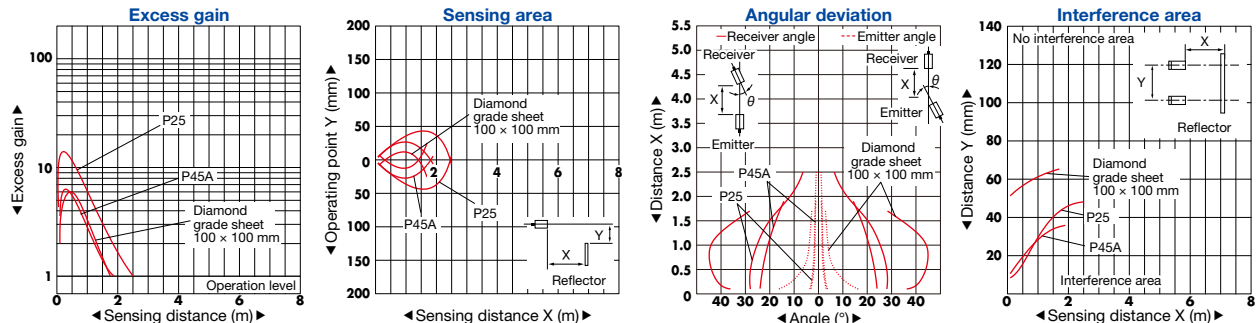 Excess gain
◄Excess gain►
100
10
1
P25
P45A
Diamond
grade sheet
100 × 100 mm
Operation level
0 2 4 6 8
◄Sensing distance (m)►
Sensing area
◄Operating point Y (mm)►
200
150
100
50
0
50
100
150
200
Diamond
grade sheet
100 × 100 mm
2 4 6 8
P25
P45A
Y
X
Reflector
◄Sensing distance X (m)►
Angular deviation
◄Distance X (m)►
5.0
4.5
4.0
3.5
3.0
2.5
2.0
1.5
1.0
0.5
0
Receiver angle
Emitter angle
Receiver
X
θ
Emitter
Receiver
X
θ
Emitter
Diamond
grade sheet
100 × 100 mm
P45A
P25
40 30 20 10 0 10 20 30 40
◄Angle (°)►
Interference area
◄Distance Y (mm)►
140
120
100
80
60
40
20
No interference area
X
Y
Reflector
Diamond
grade sheet
100 × 100 mm
P25
P45A
Interference area
0 2 4 6 8
◄Sensing distance X (m)►